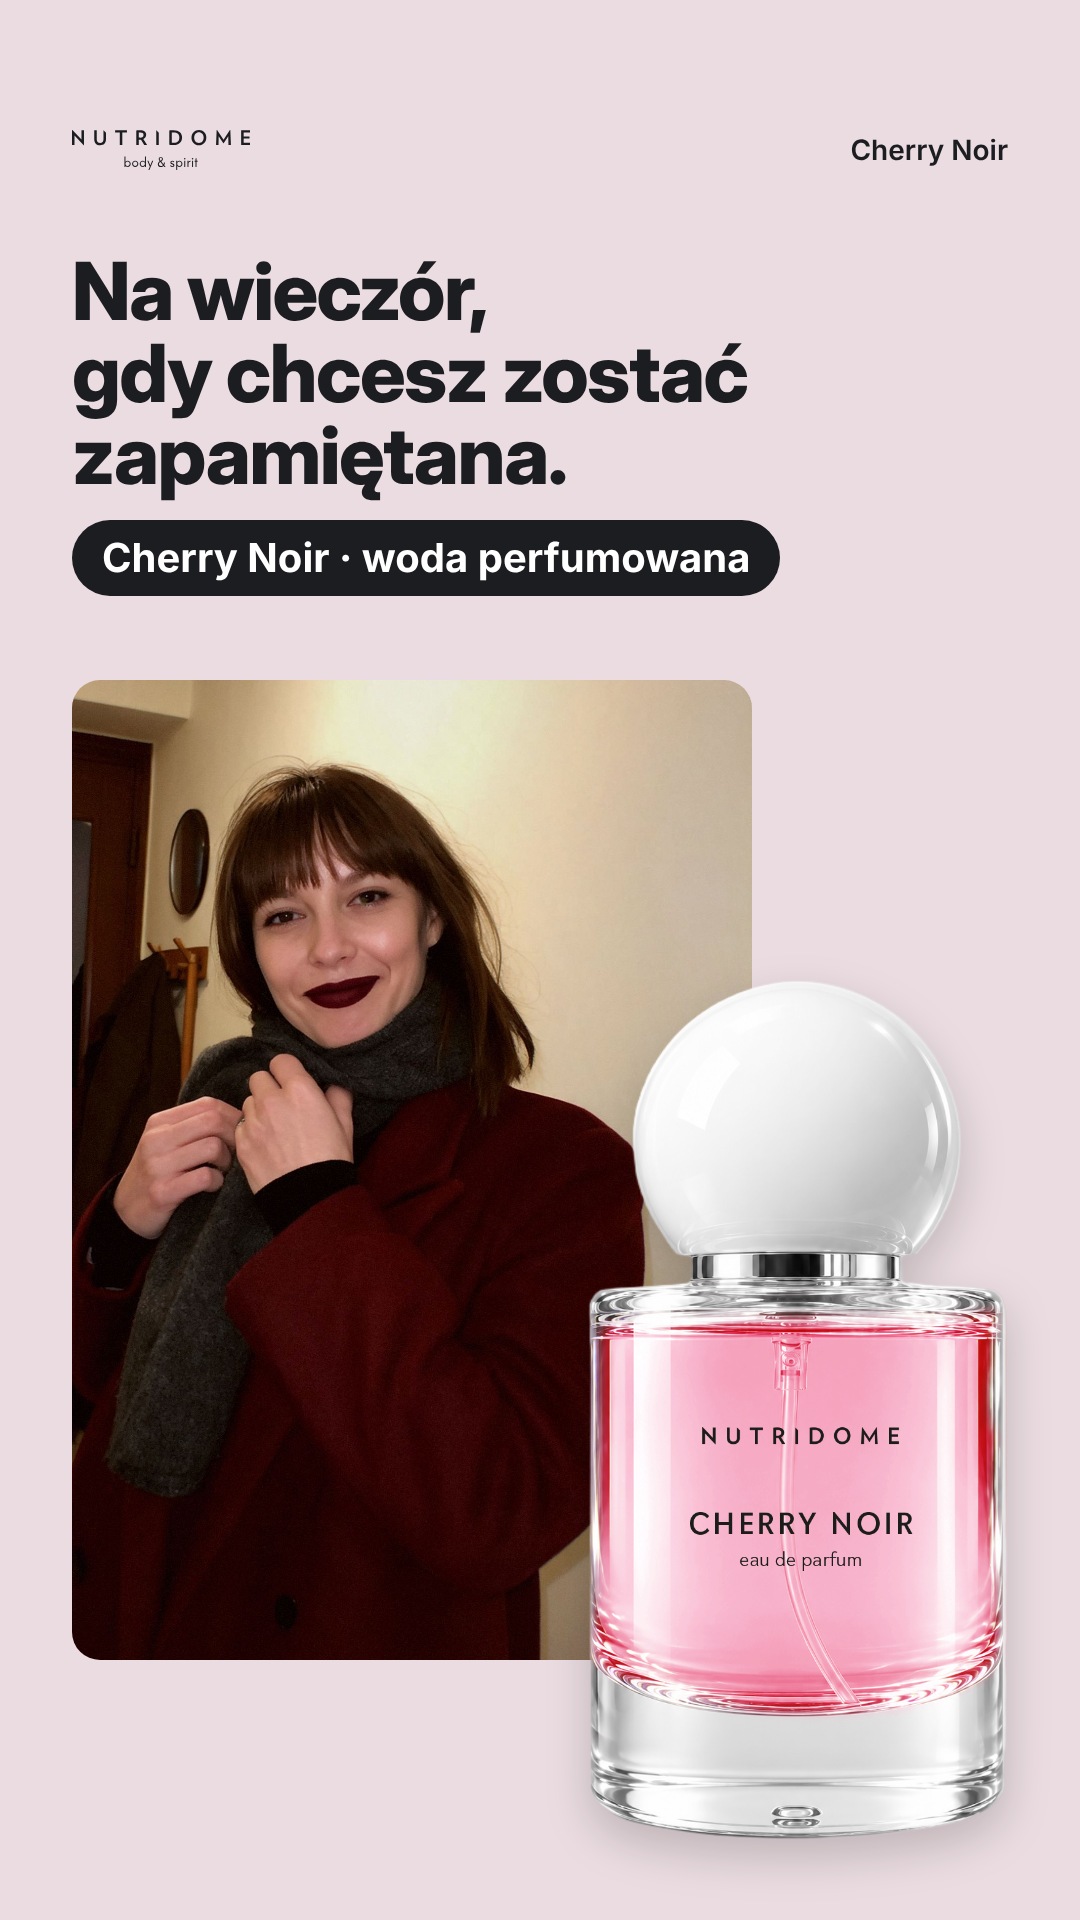 NUTRIDOME
body & spirit
Cherry Noir
Na wieczór,
gdy chcesz zostać
zapamiętana.
Cherry Noir · woda perfumowana
NUTRIDOME
CHERRY NOIR
eau de parfum